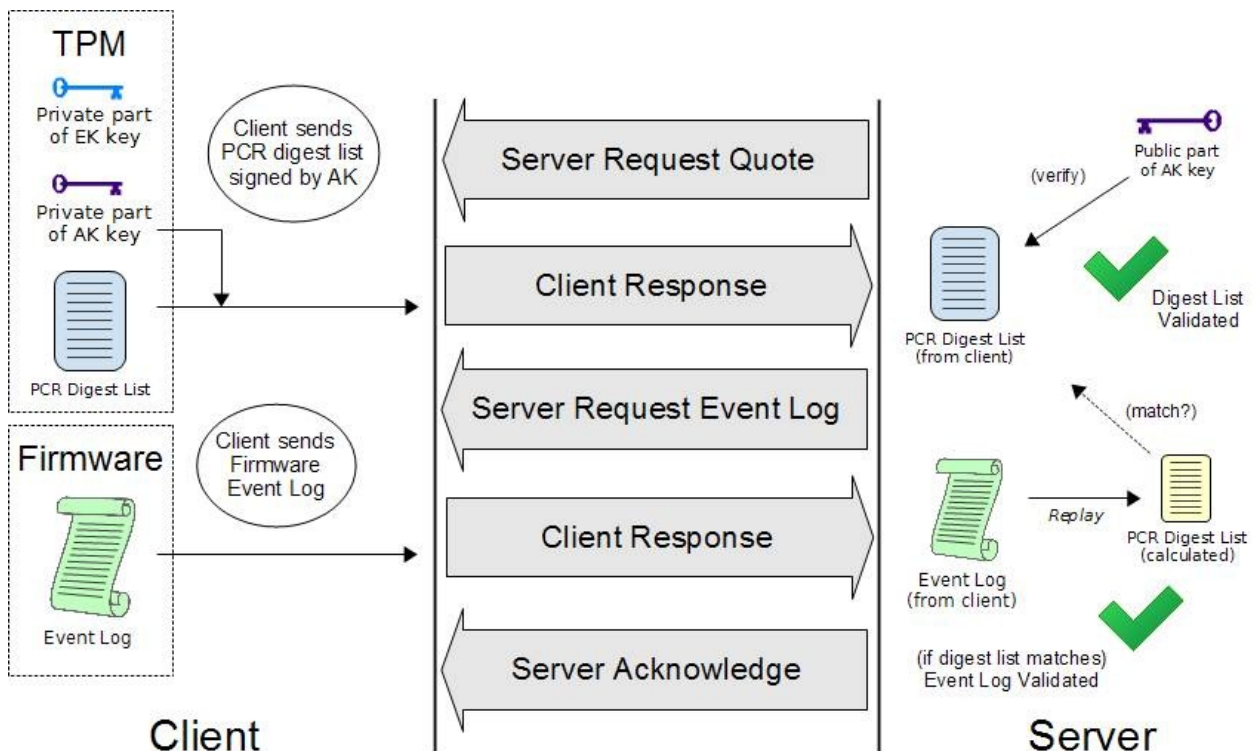 TPM
Private part
of EK key
Private part
of AK key
PCR Digest List
Client sends
PCR digest list
signed by AK
Firmware
Event Log
Client sends
Firmware
Event Log
Client
Server Request Quote
Client Response
Server Request Event Log
Client Response
Server Acknowledge
Public part
of AK key
(verify)
PCR Digest List
(from client)
Digest List
Validated
(match?)
Event Log
(from client)
Replay
PCR Digest List
(calculated)
(if digest list matches)
Event Log Validated
Server